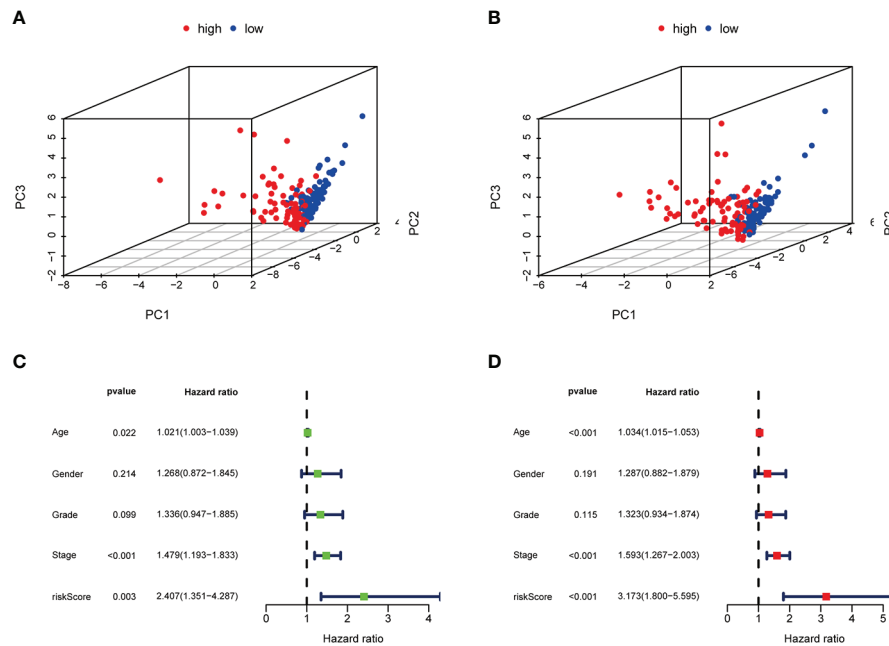 A
high low
PC3
6
5
4
3
2
1
0
−1
−2
−8 −6 −4 −2 0 2
−6 −4 −2 0 2
PC2
PC1
B
high low
PC3
6
5
4
3
2
1
0
−1
−2
−6 −4 −2 0 2
−6 −4 −2 0 2 4 6
PC2
PC1
C
pvalue Hazard ratio
Age 0.022 1.021(1.003−1.039)
Gender 0.214 1.268(0.872−1.845)
Grade 0.099 1.336(0.947−1.885)
Stage <0.001 1.479(1.193−1.833)
riskScore 0.003 2.407(1.351−4.287)
0 1 2 3 4
Hazard ratio
D
pvalue Hazard ratio
Age <0.001 1.034(1.015−1.053)
Gender 0.191 1.287(0.882−1.879)
Grade 0.115 1.323(0.934−1.874)
Stage <0.001 1.593(1.267−2.003)
riskScore <0.001 3.173(1.800−5.595)
0 1 2 3 4 5
Hazard ratio